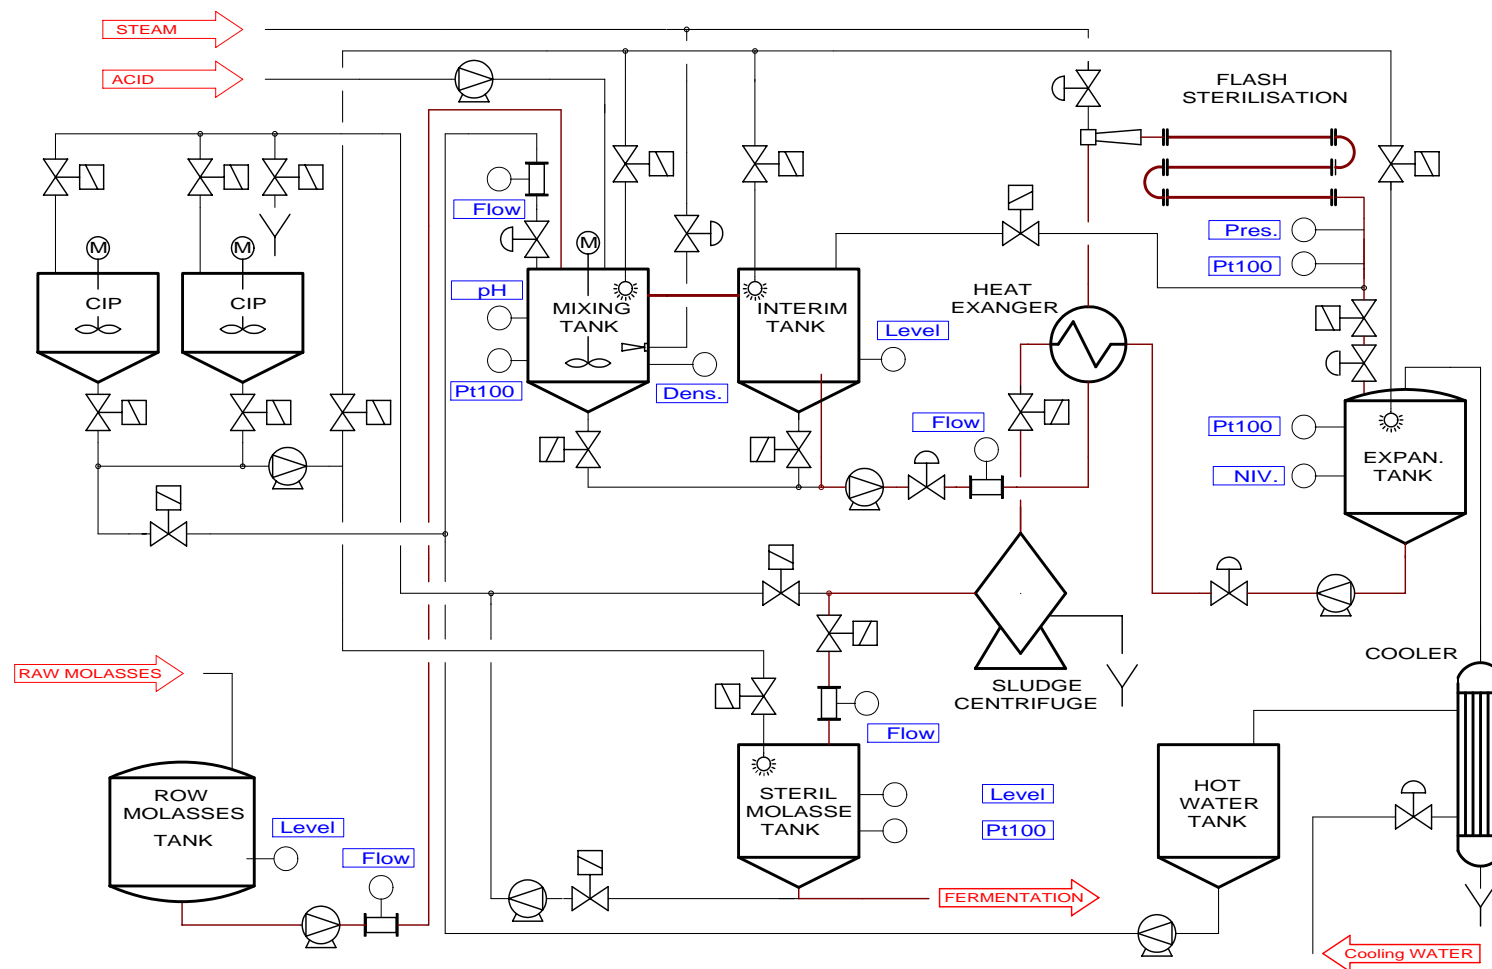 STEAM
ACID
FLASH
STERILISATION
Flow
Pres.
Pt100
M
M
M
CIP
CIP
pH
MIXING
TANK
INTERIM
TANK
HEAT
EXANGER
Level
Pt100
Dens.
Flow
Pt100
EXPAN.
TANK
NIV.
RAW MOLASSES
SLUDGE
CENTRIFUGE
COOLER
Flow
ROW
MOLASSES
TANK
Level
Flow
STERIL
MOLASSE
TANK
Level
Pt100
HOT
WATER
TANK
FERMENTATION
Cooling WATER